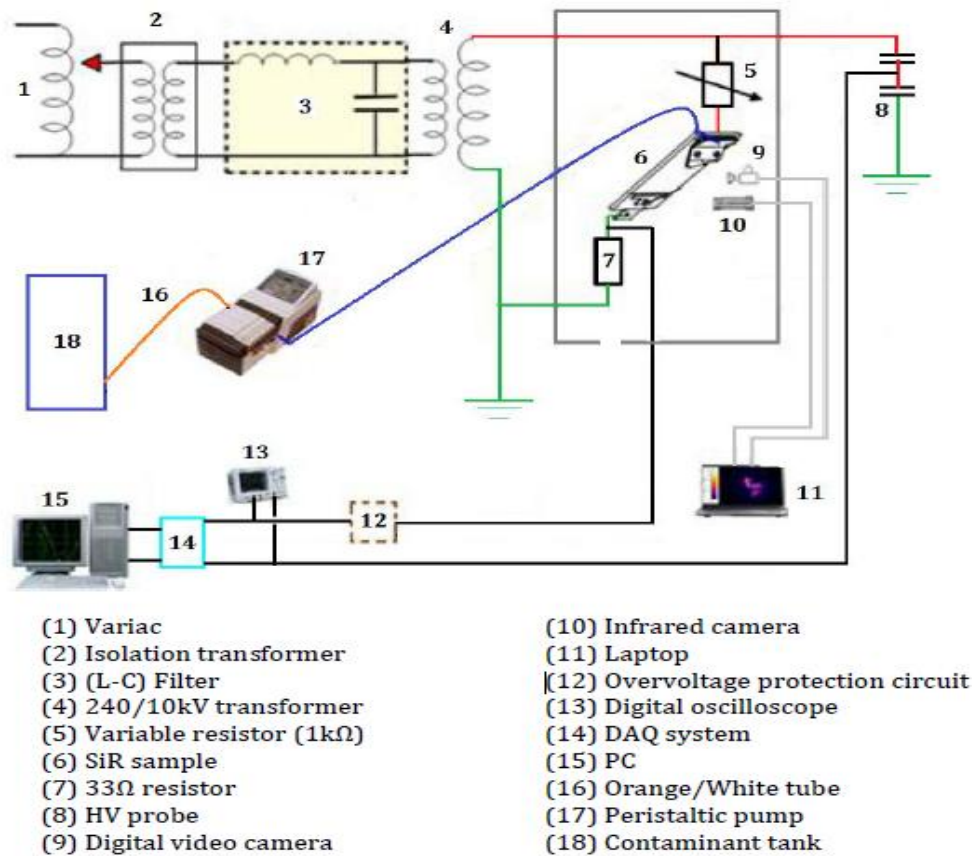 2
4
1
3
5
8
6
9
10
7
17
16
18
13
15
12
11
14
(1) Variac
(2) Isolation transformer
(3) (L-C) Filter
(4) 240/10kV transformer
(5) Variable resistor (1kΩ)
(6) SiR sample
(7) 33Ω resistor
(8) HV probe
(9) Digital video camera
(10) Infrared camera
(11) Laptop
(12) Overvoltage protection circuit
(13) Digital oscilloscope
(14) DAQ system
(15) PC
(16) Orange/White tube
(17) Peristaltic pump
(18) Contaminant tank